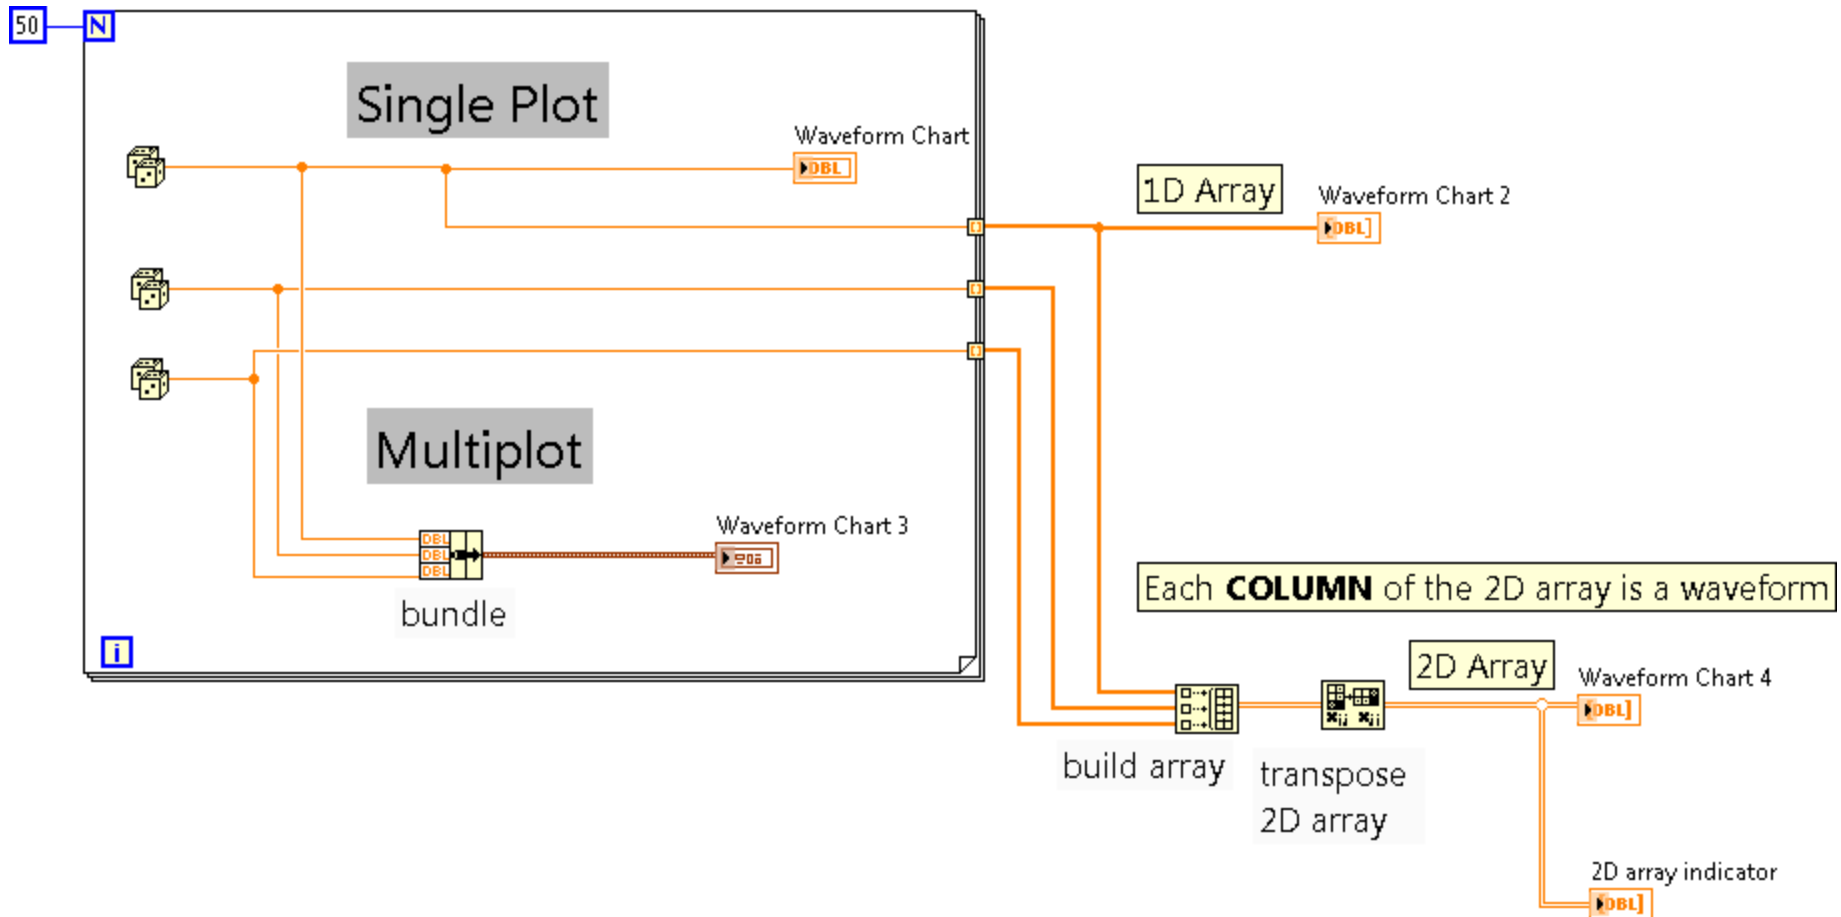 50
N
Single Plot
Waveform Chart
DBL
1D Array
Waveform Chart 2
DBL]
Multiplot
Waveform Chart 3
DBL
DBL
DBL
bundle
i
Each COLUMN of the 2D array is a waveform
2D Array
Waveform Chart 4
DBL]
build array
transpose
2D array
2D array indicator
DBL]